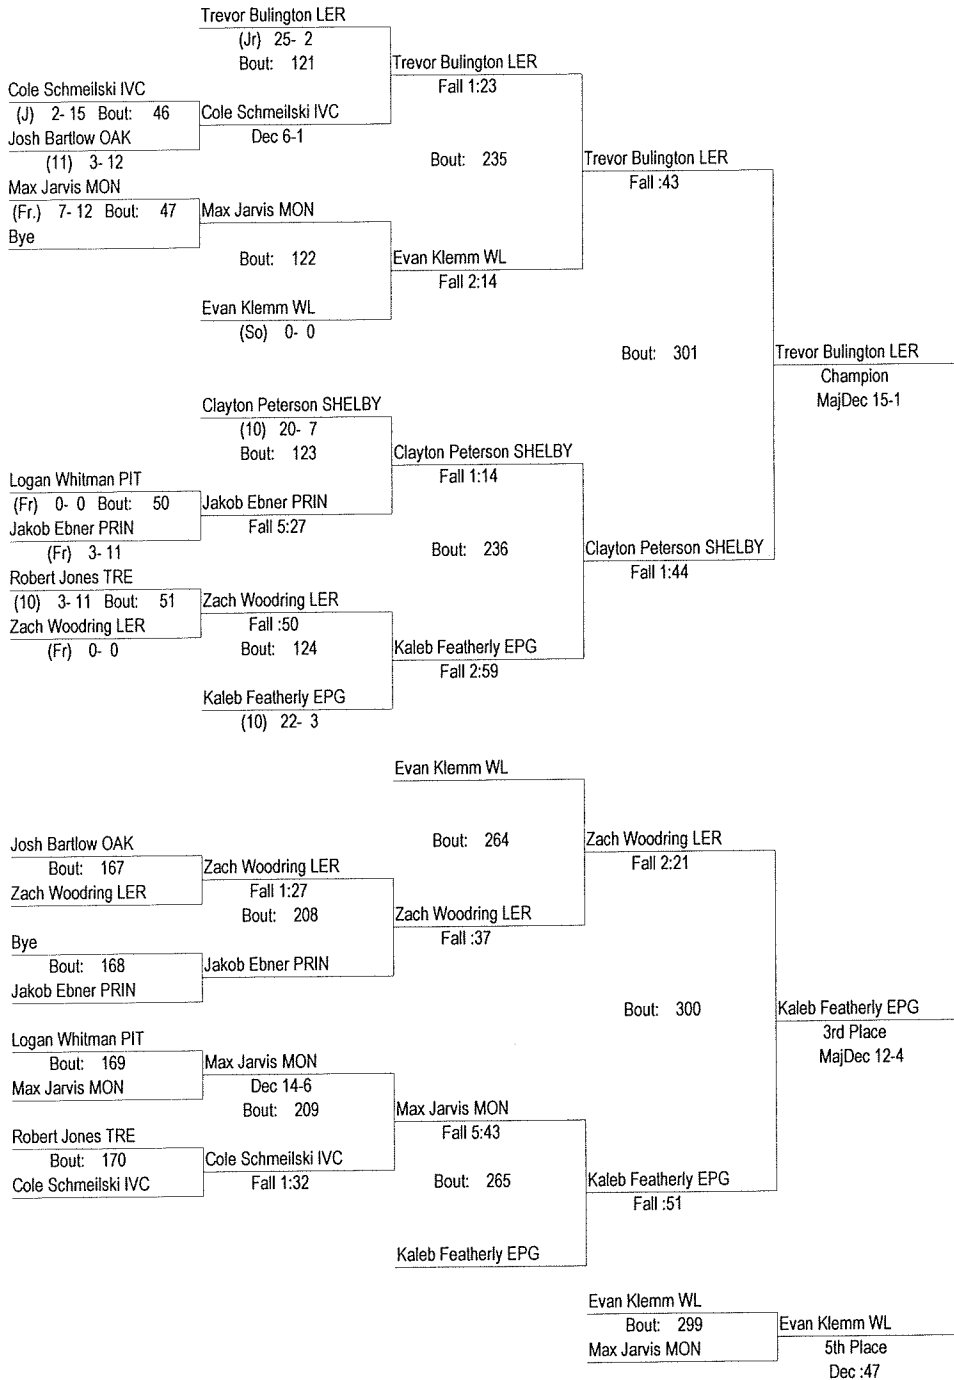 Trevor Bulington LER
(Jr) 25- 2
Bout: 121
Trevor Bulington LER
Fall 1:23
Cole Schmeilski IVC
(J) 2- 15 Bout: 46
Cole Schmeilski IVC
Josh Bartlow OAK
Dec 6-1
(11) 3- 12
Bout: 235
Trevor Bulington LER
Fall :43
Max Jarvis MON
(Fr.) 7- 12 Bout: 47
Max Jarvis MON
Bye
Bout: 122
Evan Klemm WL
Fall 2:14
Evan Klemm WL
(So) 0- 0
Bout: 301
Trevor Bulington LER
Champion
MajDec 15-1
Clayton Peterson SHELBY
(10) 20- 7
Bout: 123
Clayton Peterson SHELBY
Fall 1:14
Logan Whitman PIT
(Fr) 0- 0 Bout: 50
Jakob Ebner PRIN
Jakob Ebner PRIN
Fall 5:27
(Fr) 3- 11
Bout: 236
Clayton Peterson SHELBY
Fall 1:44
Robert Jones TRE
(10) 3- 11 Bout: 51
Zach Woodring LER
Zach Woodring LER
Fall :50
(Fr) 0- 0
Bout: 124
Kaleb Featherly EPG
Fall 2:59
Kaleb Featherly EPG
(10) 22- 3
Evan Klemm WL
Bout: 264
Zach Woodring LER
Fall 2:21
Josh Bartlow OAK
Bout: 167
Zach Woodring LER
Zach Woodring LER
Fall 1:27
Bout: 208
Zach Woodring LER
Fall :37
Bye
Bout: 168
Jakob Ebner PRIN
Jakob Ebner PRIN
Bout: 300
Kaleb Featherly EPG
3rd Place
MajDec 12-4
Logan Whitman PIT
Bout: 169
Max Jarvis MON
Max Jarvis MON
Dec 14-6
Bout: 209
Max Jarvis MON
Fall 5:43
Robert Jones TRE
Bout: 170
Cole Schmeilski IVC
Cole Schmeilski IVC
Fall 1:32
Bout: 265
Kaleb Featherly EPG
Fall :51
Kaleb Featherly EPG
Evan Klemm WL
Bout: 299
Max Jarvis MON
Evan Klemm WL
5th Place
Dec :47